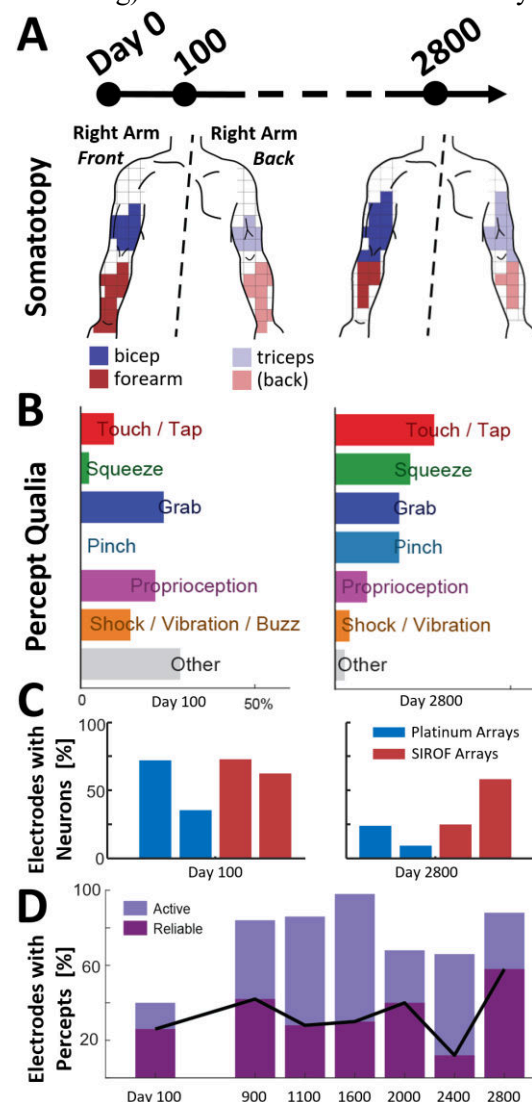 A
Day 0
100
2800
Right Arm
Front
Right Arm
Back
Somatotopy
bicep
triceps
forearm
(back)
B
Percept Qualia
Touch / Tap
Squeeze
Grab
Pinch
Proprioception
Shock / Vibration / Buzz
Other
0
Day 100
50%
Touch / Tap
Squeeze
Grab
Pinch
Proprioception
Shock / Vibration
Other
Day 2800
C
Electrodes with
Neurons [%]
100
50
0
Day 100
Platinum Arrays
SIROF Arrays
Day 2800
D
Electrodes with
Percepts [%]
100
60
20
Active
Reliable
Day 100
900
1100
1600
2000
2400
2800